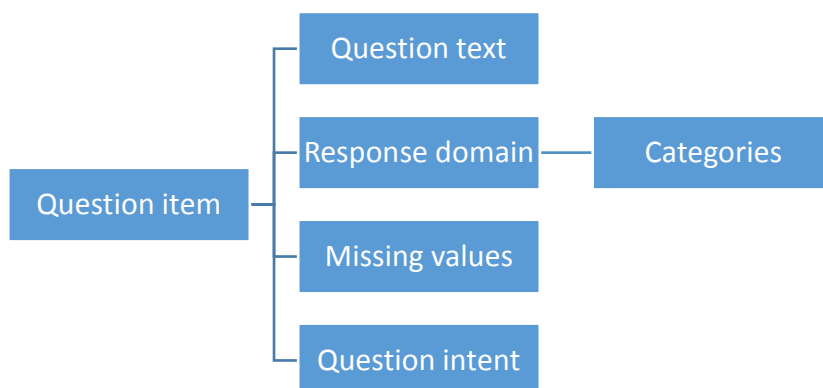 Question text
Response domain
Categories
Question item
Missing values
Question intent